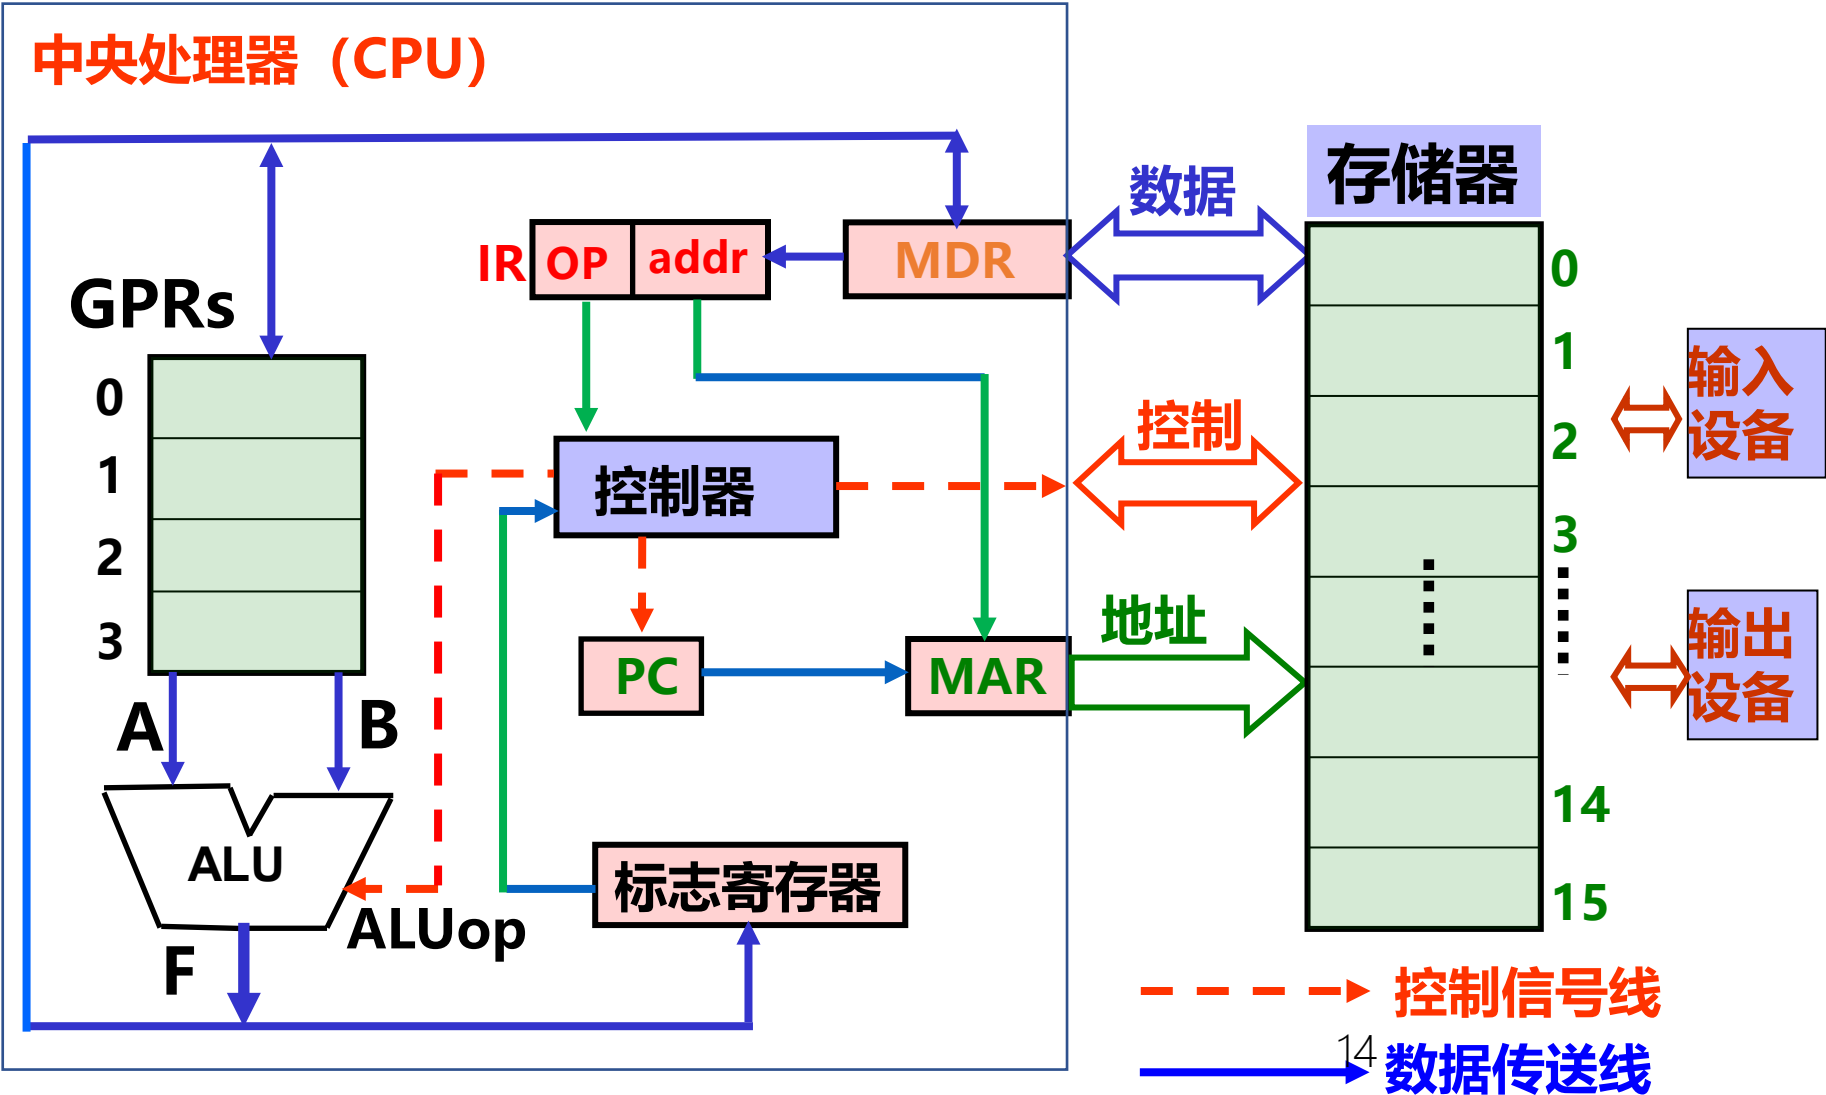 中央处理器（CPU）
存储器
数据
IR
OP
addr
MDR
0
GPRs
1
输入
设备
0
控制
2
1
控制器
3
2
地址
输出
设备
3
PC
MAR
A
B
14
ALU
标志寄存器
15
ALUop
F
控制信号线
14
数据传送线